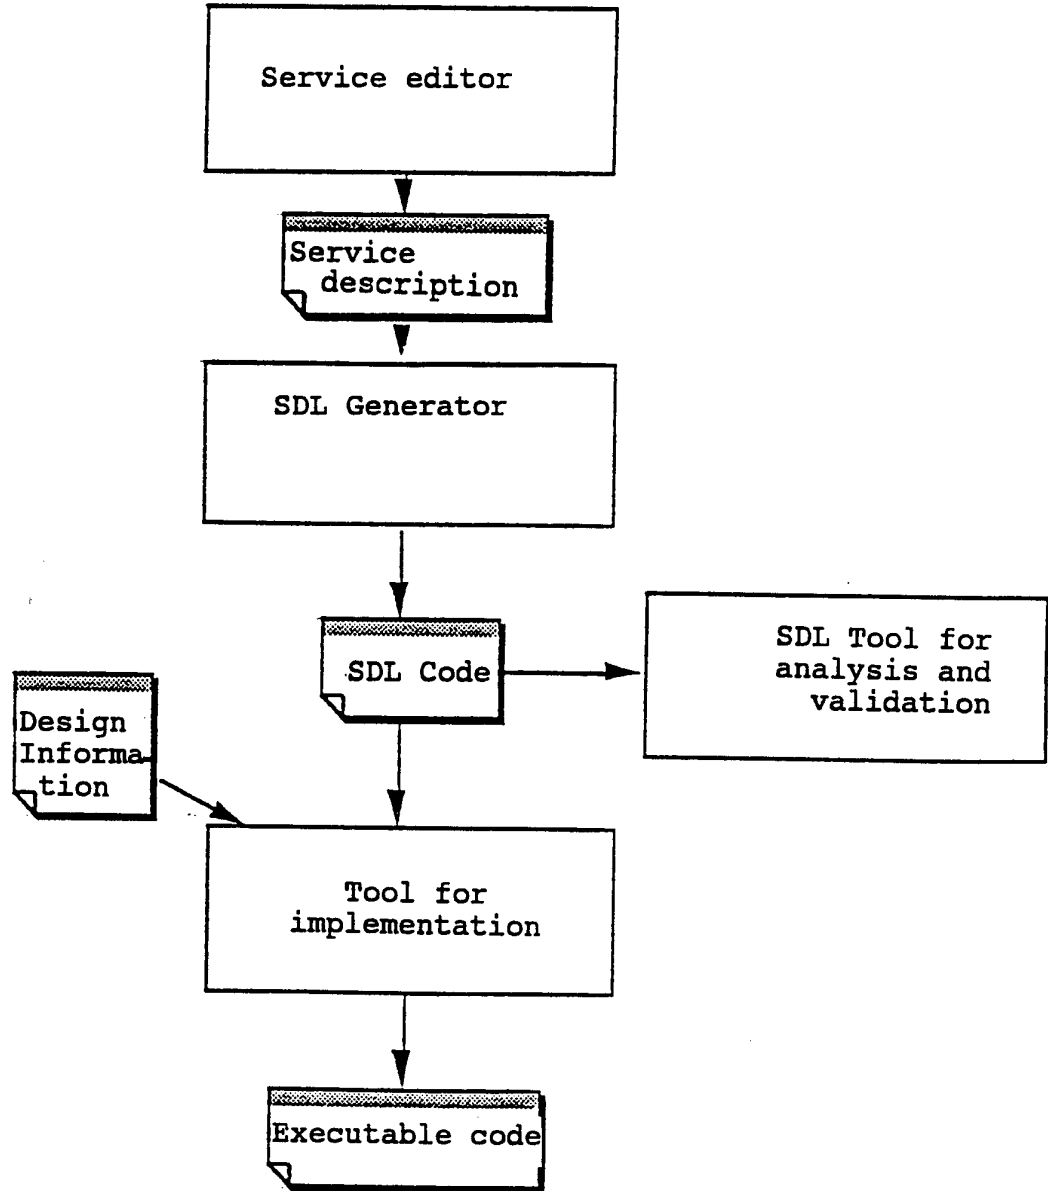 Service editor
Service
description
SDL Generator
SDL Code
SDL Tool for
analysis and
validation
Design
Informa-
tion
Tool for
implementation
Executable code